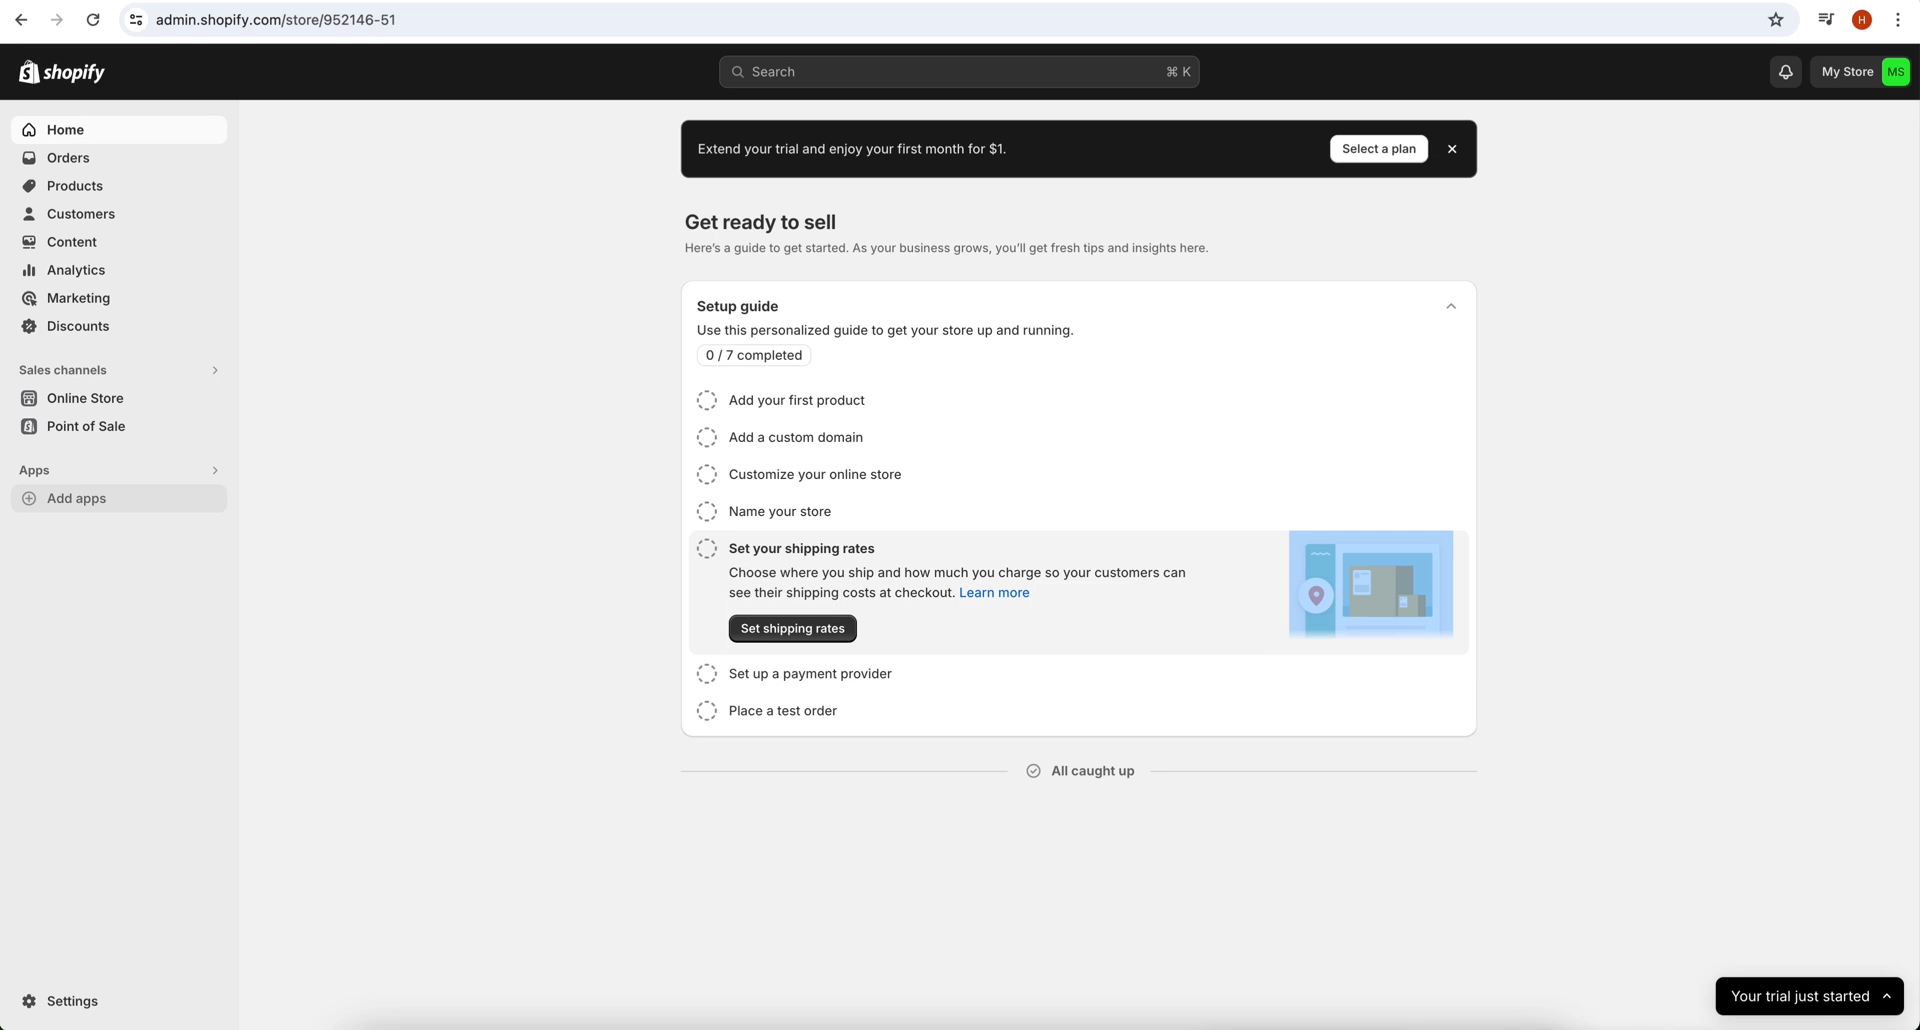 admin.shopify.com/store/952146-51
H
shopify
Search
⌘ K
My Store
MS
Home
Orders
Products
Customers
Content
Analytics
Marketing
Discounts
Sales channels
Online Store
Point of Sale
Apps
Add apps
Settings
Extend your trial and enjoy your first month for $1.
Select a plan
Get ready to sell
Here's a guide to get started. As your business grows, you'll get fresh tips and insights here.
Setup guide
Use this personalized guide to get your store up and running.
0 / 7 completed
Add your first product
Add a custom domain
Customize your online store
Name your store
Set your shipping rates
Choose where you ship and how much you charge so your customers can
see their shipping costs at checkout. Learn more
Set shipping rates
Set up a payment provider
Place a test order
All caught up
Your trial just started